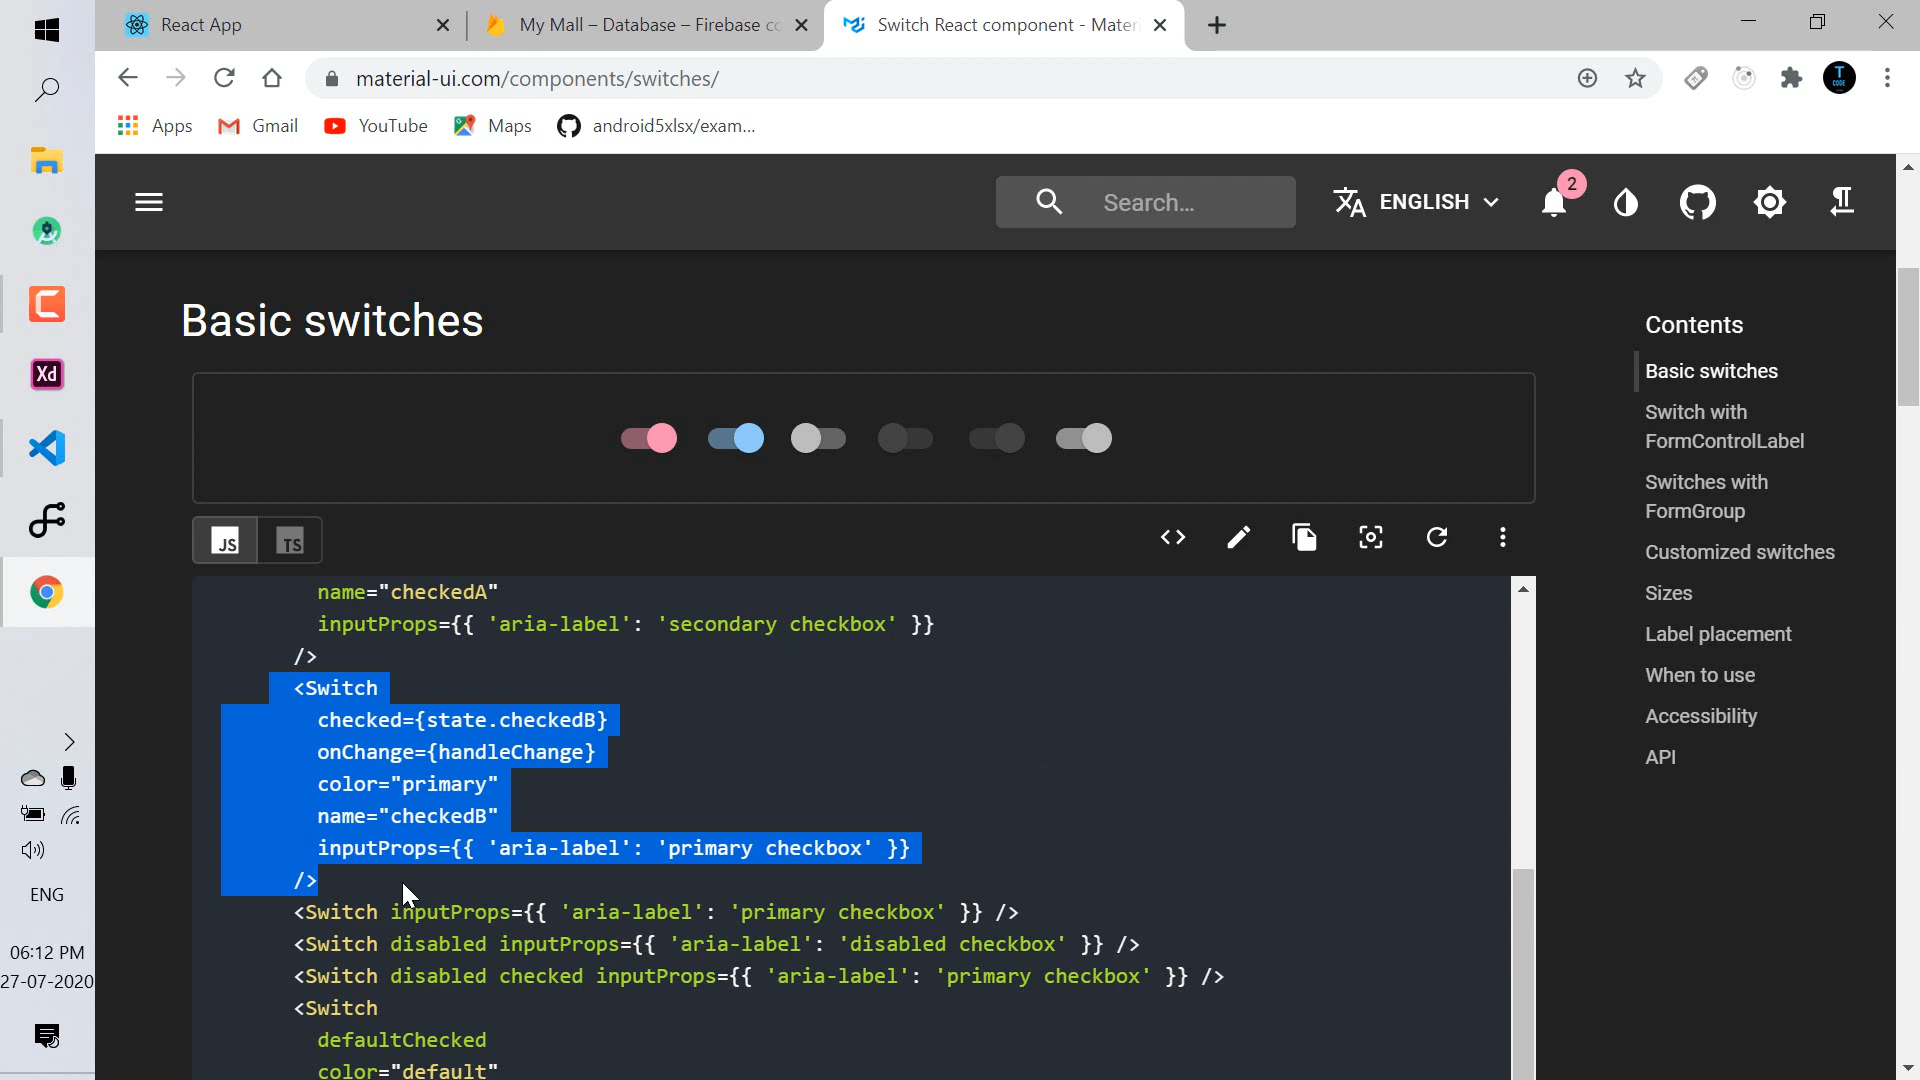 React App
My Mall – Database – Firebase co
Switch React component - Mater
material-ui.com/components/switches/
T
CODE
Apps
Gmail
YouTube
Maps
android5xlsx/exam...
Search…
ENGLISH
2
Basic switches
JS
TS
name="checkedA"
inputProps={{ 'aria-label': 'secondary checkbox' }}
/>
<Switch
checked={state.checkedB}
onChange={handleChange}
color="primary"
name="checkedB"
inputProps={{ 'aria-label': 'primary checkbox' }}
/>
<Switch inputProps={{ 'aria-label': 'primary checkbox' }} />
<Switch disabled inputProps={{ 'aria-label': 'disabled checkbox' }} />
<Switch disabled checked inputProps={{ 'aria-label': 'primary checkbox' }} />
<Switch
defaultChecked
color="default"
Contents
Basic switches
Switch with
FormControlLabel
Switches with
FormGroup
Customized switches
Sizes
Label placement
When to use
Accessibility
API
Xd
ENG
06:12 PM
27-07-2020